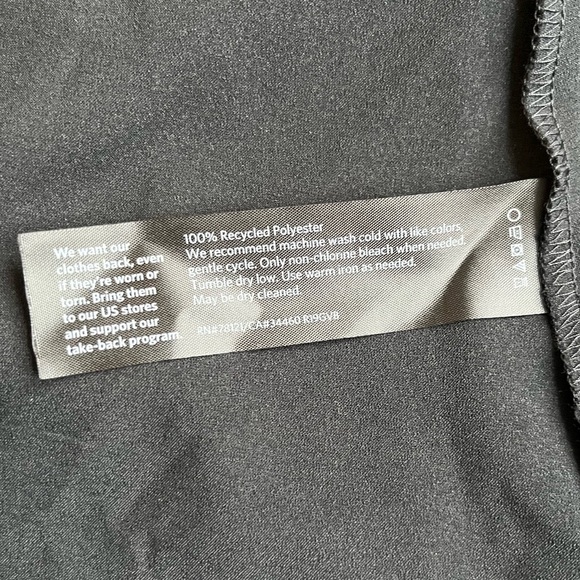 We want our
clothes back, even
if they're worn or
torn. Bring them
to our US stores
and support our
take-back program.
100% Recycled Polyester
We recommend machine wash cold with like colors,
gentle cycle. Only non-chlorine bleach when needed.
Tumble dry low. Use warm iron as needed.
May be dry cleaned.
RN#78121/CA#34460 R19GVB